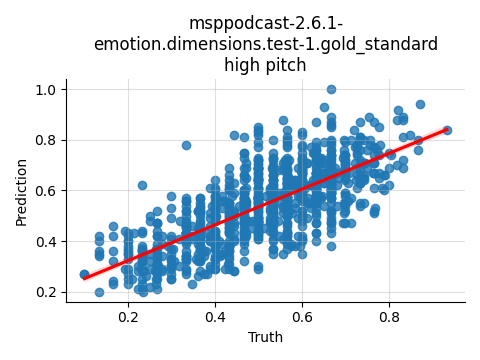 msppodcast-2.6.1-
emotion.dimensions.test-1.gold_standard
high pitch
1.0
0.8
0.6
0.4
0.2
Prediction
0.2 0.4 0.6 0.8
Truth